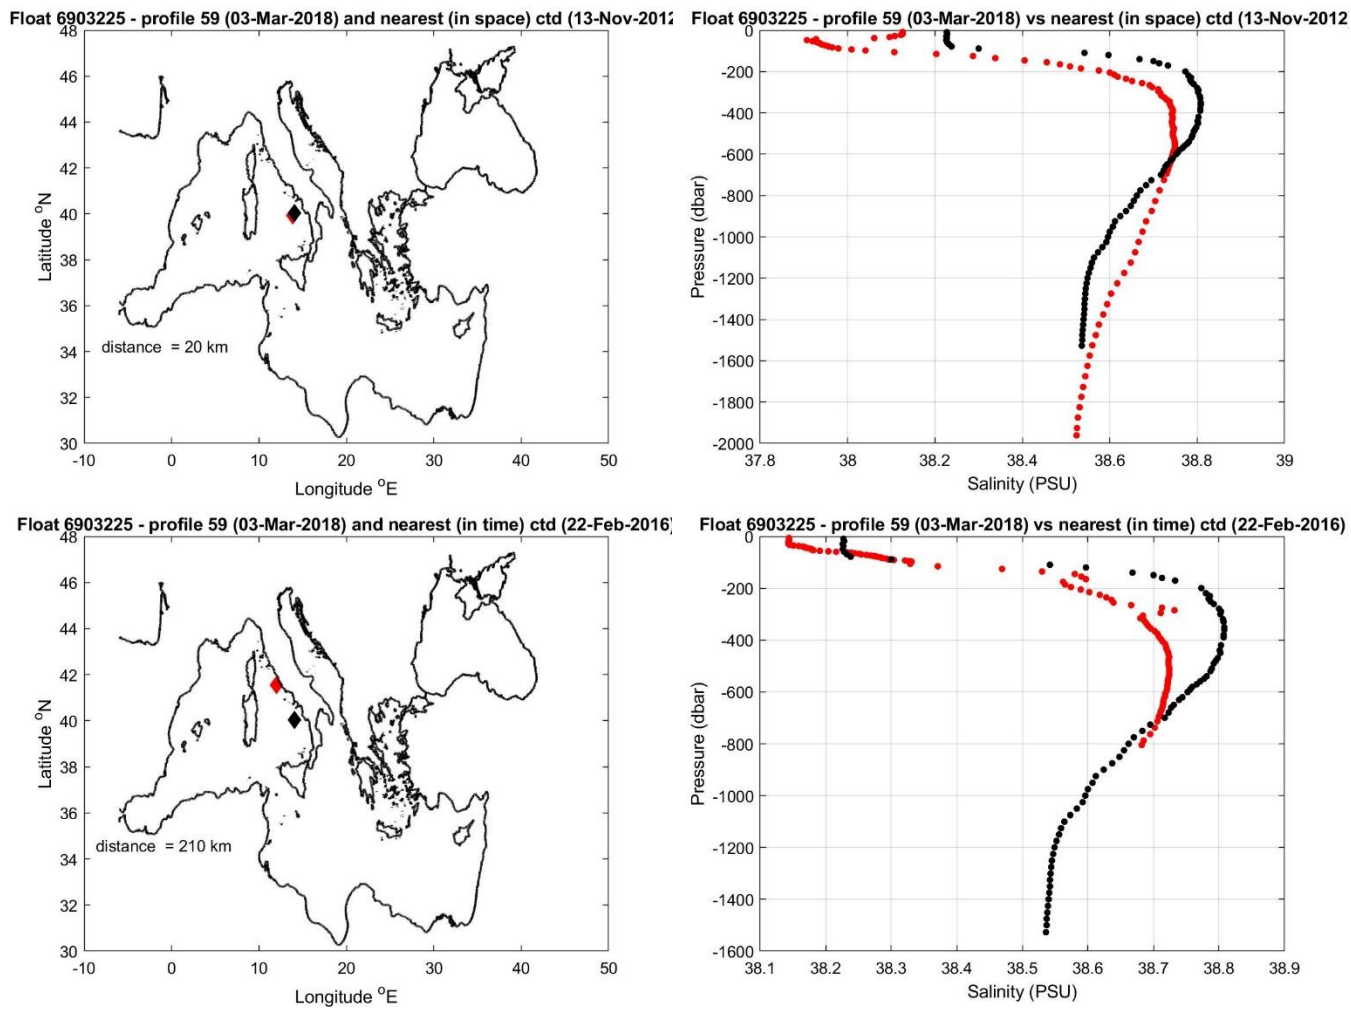 Float 6903225 - profile 59 (03-Mar-2018) and nearest (in space) ctd (13-Nov-2012
48
46
44
42
40
38
36
34
32
30
Latitude °N
distance = 20 km
-10 0 10 20 30 40 50
Longitude °E
Float 6903225 - profile 59 (03-Mar-2018) vs nearest (in space) ctd (13-Nov-2012)
0
-200
-400
-600
-800
-1000
-1200
-1400
-1600
-1800
-2000
Pressure (dbar)
37.8 38 38.2 38.4 38.6 38.8 39
Salinity (PSU)
Float 6903225 - profile 59 (03-Mar-2018) and nearest (in time) ctd (22-Feb-2016)
48
46
44
42
40
38
36
34
32
30
Latitude °N
distance = 210 km
-10 0 10 20 30 40 50
Longitude °E
Float 6903225 - profile 59 (03-Mar-2018) vs nearest (in time) ctd (22-Feb-2016)
0
-200
-400
-600
-800
-1000
-1200
-1400
-1600
Pressure (dbar)
38.1 38.2 38.3 38.4 38.5 38.6 38.7 38.8 38.9
Salinity (PSU)